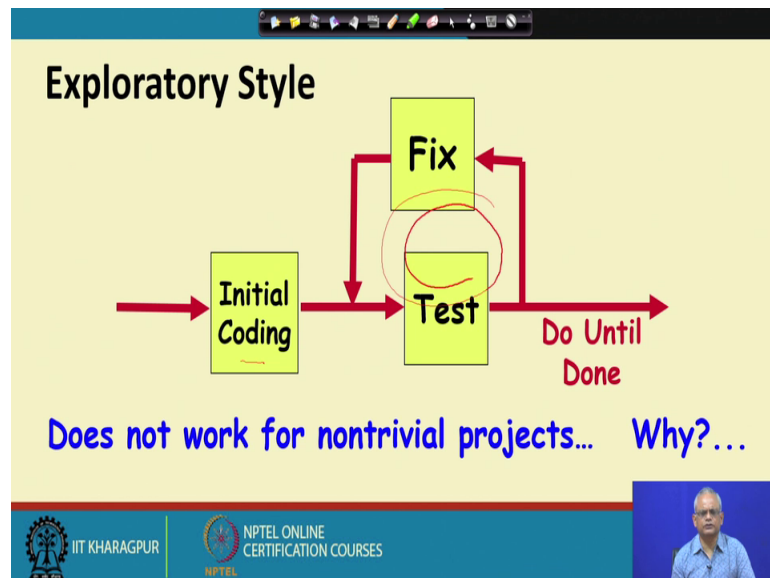 Exploratory Style
Fix
Initial
Coding
Test
Do Until
Done
Does not work for nontrivial projects... Why?...
IIT KHARAGPUR
NPTEL
NPTEL ONLINE
CERTIFICATION COURSES